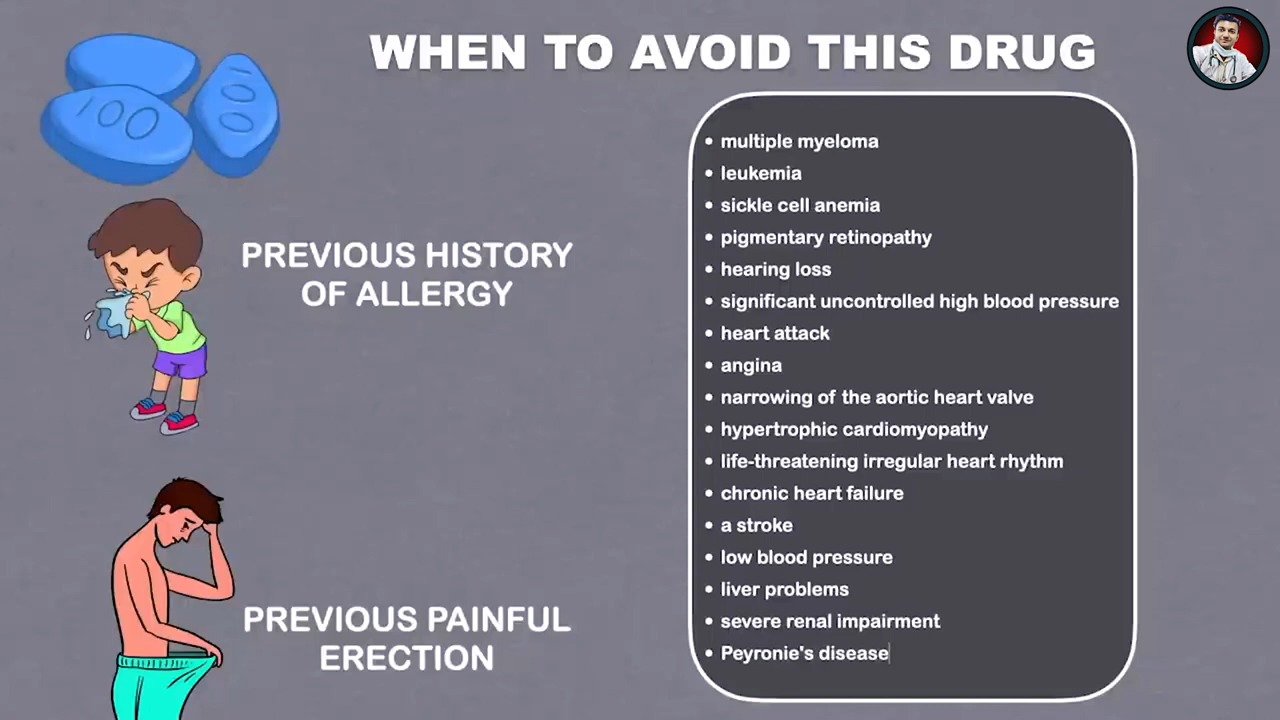 WHEN TO AVOID THIS DRUG
100
00
PREVIOUS HISTORY
OF ALLERGY
PREVIOUS PAINFUL
ERECTION
• multiple myeloma
• leukemia
• sickle cell anemia
• pigmentary retinopathy
• hearing loss
• significant uncontrolled high blood pressure
• heart attack
• angina
• narrowing of the aortic heart valve
• hypertrophic cardiomyopathy
• life-threatening irregular heart rhythm
• chronic heart failure
• a stroke
• low blood pressure
• liver problems
• severe renal impairment
• Peyronie's disease